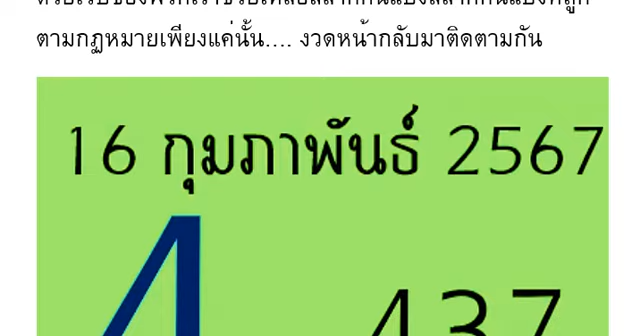 ตามกฎหมายเพียงแค่นั้น.... งวดหน้ากลับมาติดตามกัน
16 กุมภาพันธ์ 2567
4 437